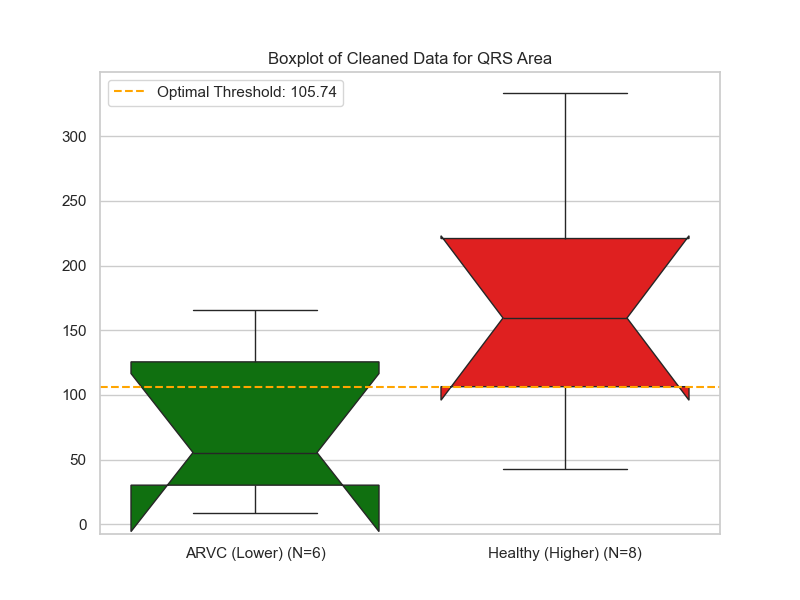 Boxplot of Cleaned Data for QRS Area
Optimal Threshold: 105.74
300
250
200
150
100
50
0
ARVC (Lower) (N=6)
Healthy (Higher) (N=8)